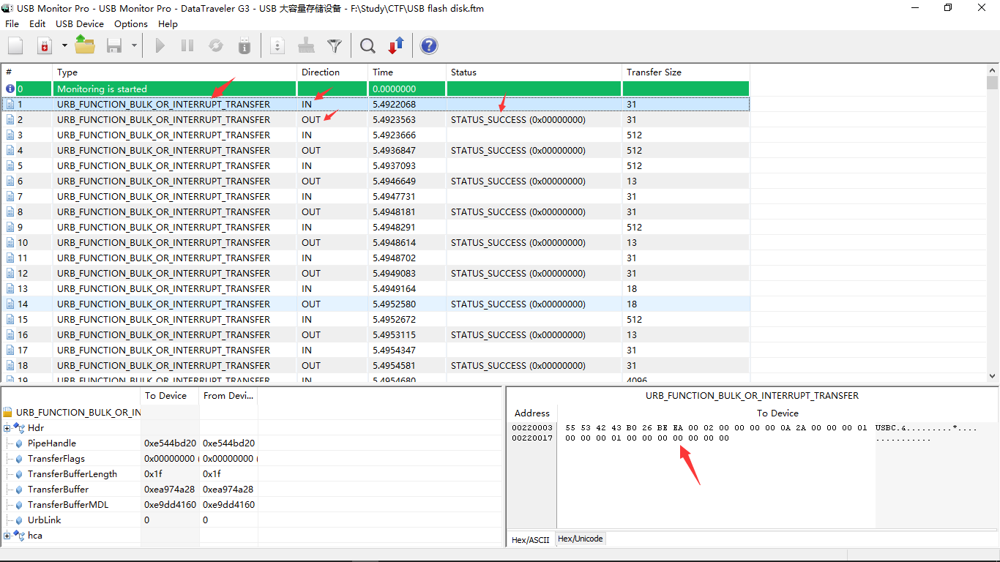 USB Monitor Pro - USB Monitor Pro - DataTraveler G3 - USB 大容量存储设备 - F:\Study\CTF\USB flash disk.ftm
File Edit USB Device Options Help
# Type Direction Time Status Transfer Size
0 Monitoring is started 0.0000000
1 URB_FUNCTION_BULK_OR_INTERRUPT_TRANSFER IN 5.4922068 31
2 URB_FUNCTION_BULK_OR_INTERRUPT_TRANSFER OUT 5.4923563 STATUS_SUCCESS (0x00000000) 31
3 URB_FUNCTION_BULK_OR_INTERRUPT_TRANSFER IN 5.4923666 512
4 URB_FUNCTION_BULK_OR_INTERRUPT_TRANSFER OUT 5.4936847 STATUS_SUCCESS (0x00000000) 512
5 URB_FUNCTION_BULK_OR_INTERRUPT_TRANSFER IN 5.4937093 512
6 URB_FUNCTION_BULK_OR_INTERRUPT_TRANSFER OUT 5.4946649 STATUS_SUCCESS (0x00000000) 13
7 URB_FUNCTION_BULK_OR_INTERRUPT_TRANSFER IN 5.4947731 31
8 URB_FUNCTION_BULK_OR_INTERRUPT_TRANSFER OUT 5.4948181 STATUS_SUCCESS (0x00000000) 31
9 URB_FUNCTION_BULK_OR_INTERRUPT_TRANSFER IN 5.4948291 512
10 URB_FUNCTION_BULK_OR_INTERRUPT_TRANSFER OUT 5.4948614 STATUS_SUCCESS (0x00000000) 13
11 URB_FUNCTION_BULK_OR_INTERRUPT_TRANSFER IN 5.4948702 31
12 URB_FUNCTION_BULK_OR_INTERRUPT_TRANSFER OUT 5.4949083 STATUS_SUCCESS (0x00000000) 31
13 URB_FUNCTION_BULK_OR_INTERRUPT_TRANSFER IN 5.4949164 18
14 URB_FUNCTION_BULK_OR_INTERRUPT_TRANSFER OUT 5.4952580 STATUS_SUCCESS (0x00000000) 18
15 URB_FUNCTION_BULK_OR_INTERRUPT_TRANSFER IN 5.4952672 512
16 URB_FUNCTION_BULK_OR_INTERRUPT_TRANSFER OUT 5.4953115 STATUS_SUCCESS (0x00000000) 13
17 URB_FUNCTION_BULK_OR_INTERRUPT_TRANSFER IN 5.4954347 31
18 URB_FUNCTION_BULK_OR_INTERRUPT_TRANSFER OUT 5.4954581 STATUS_SUCCESS (0x00000000) 31
19 URB_FUNCTION_BULK_OR_INTERRUPT_TRANSFER IN 5.4954680 4096
To Device From Devi...
URB_FUNCTION_BULK_OR_IN
Hdr
PipeHandle 0xe544bd20 0xe544bd20
TransferFlags 0x00000000 ( 0x00000000 (
TransferBufferLength 0x1f 0x1f
TransferBuffer 0xea974a28 0xea974a28
TransferBufferMDL 0xe9dd4160 0xe9dd4160
UrbLink 0 0
hca
URB_FUNCTION_BULK_OR_INTERRUPT_TRANSFER
Address To Device
00220003 55 53 42 43 B0 26 BE EA 00 02 00 00 00 00 0A 2A 00 00 00 01 USBC.&.........*....
00220017 00 00 00 01 00 00 00 00 00 00 00 ...........
Hex/ASCII Hex/Unicode